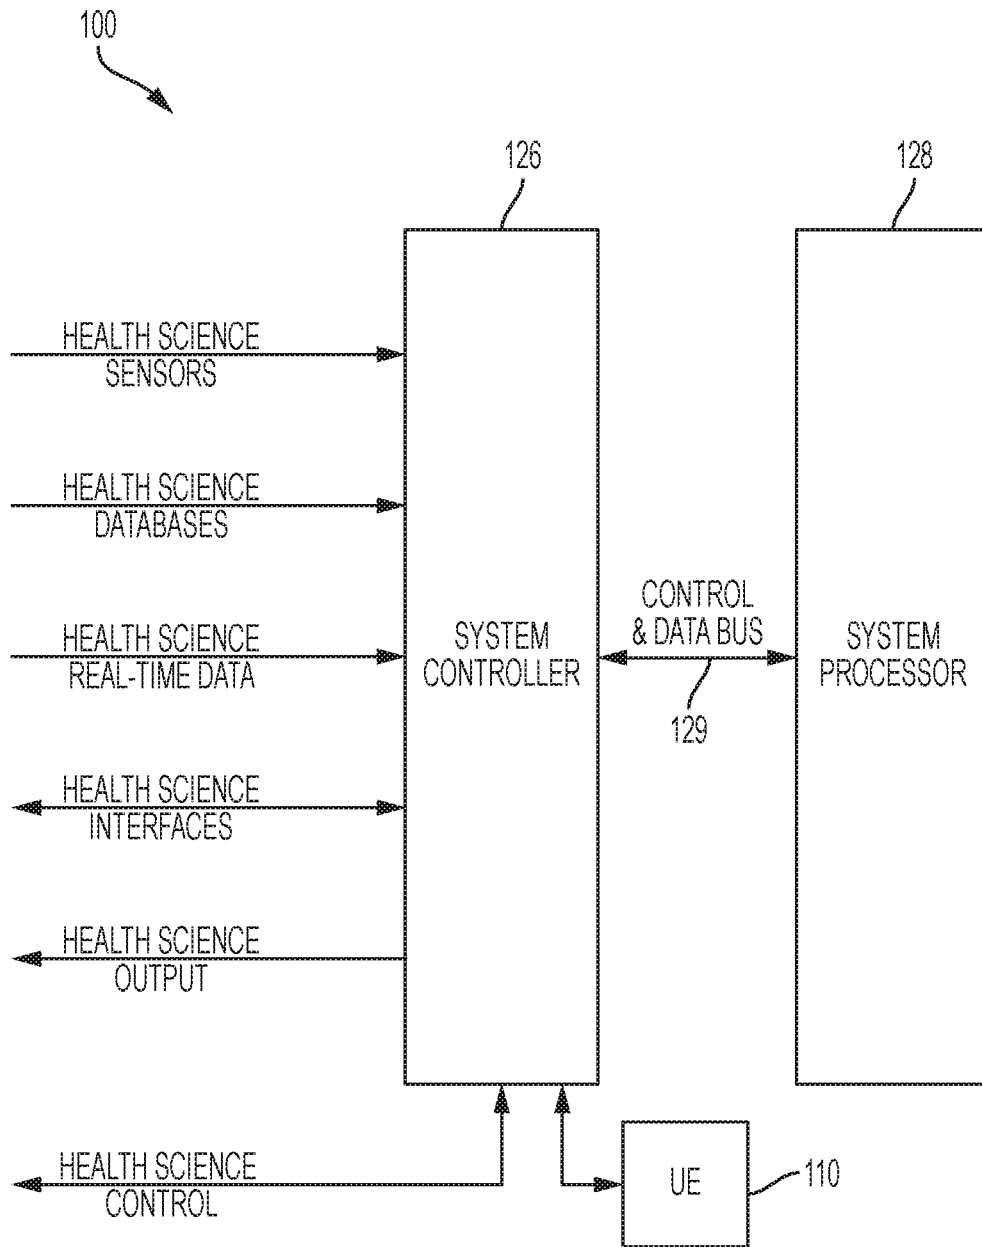 100
126
128
HEALTH SCIENCE
SENSORS
HEALTH SCIENCE
DATABASES
HEALTH SCIENCE
REAL-TIME DATA
SYSTEM
CONTROLLER
CONTROL
& DATA BUS
129
SYSTEM
PROCESSOR
HEALTH SCIENCE
INTERFACES
HEALTH SCIENCE
OUTPUT
HEALTH SCIENCE
CONTROL
UE
110